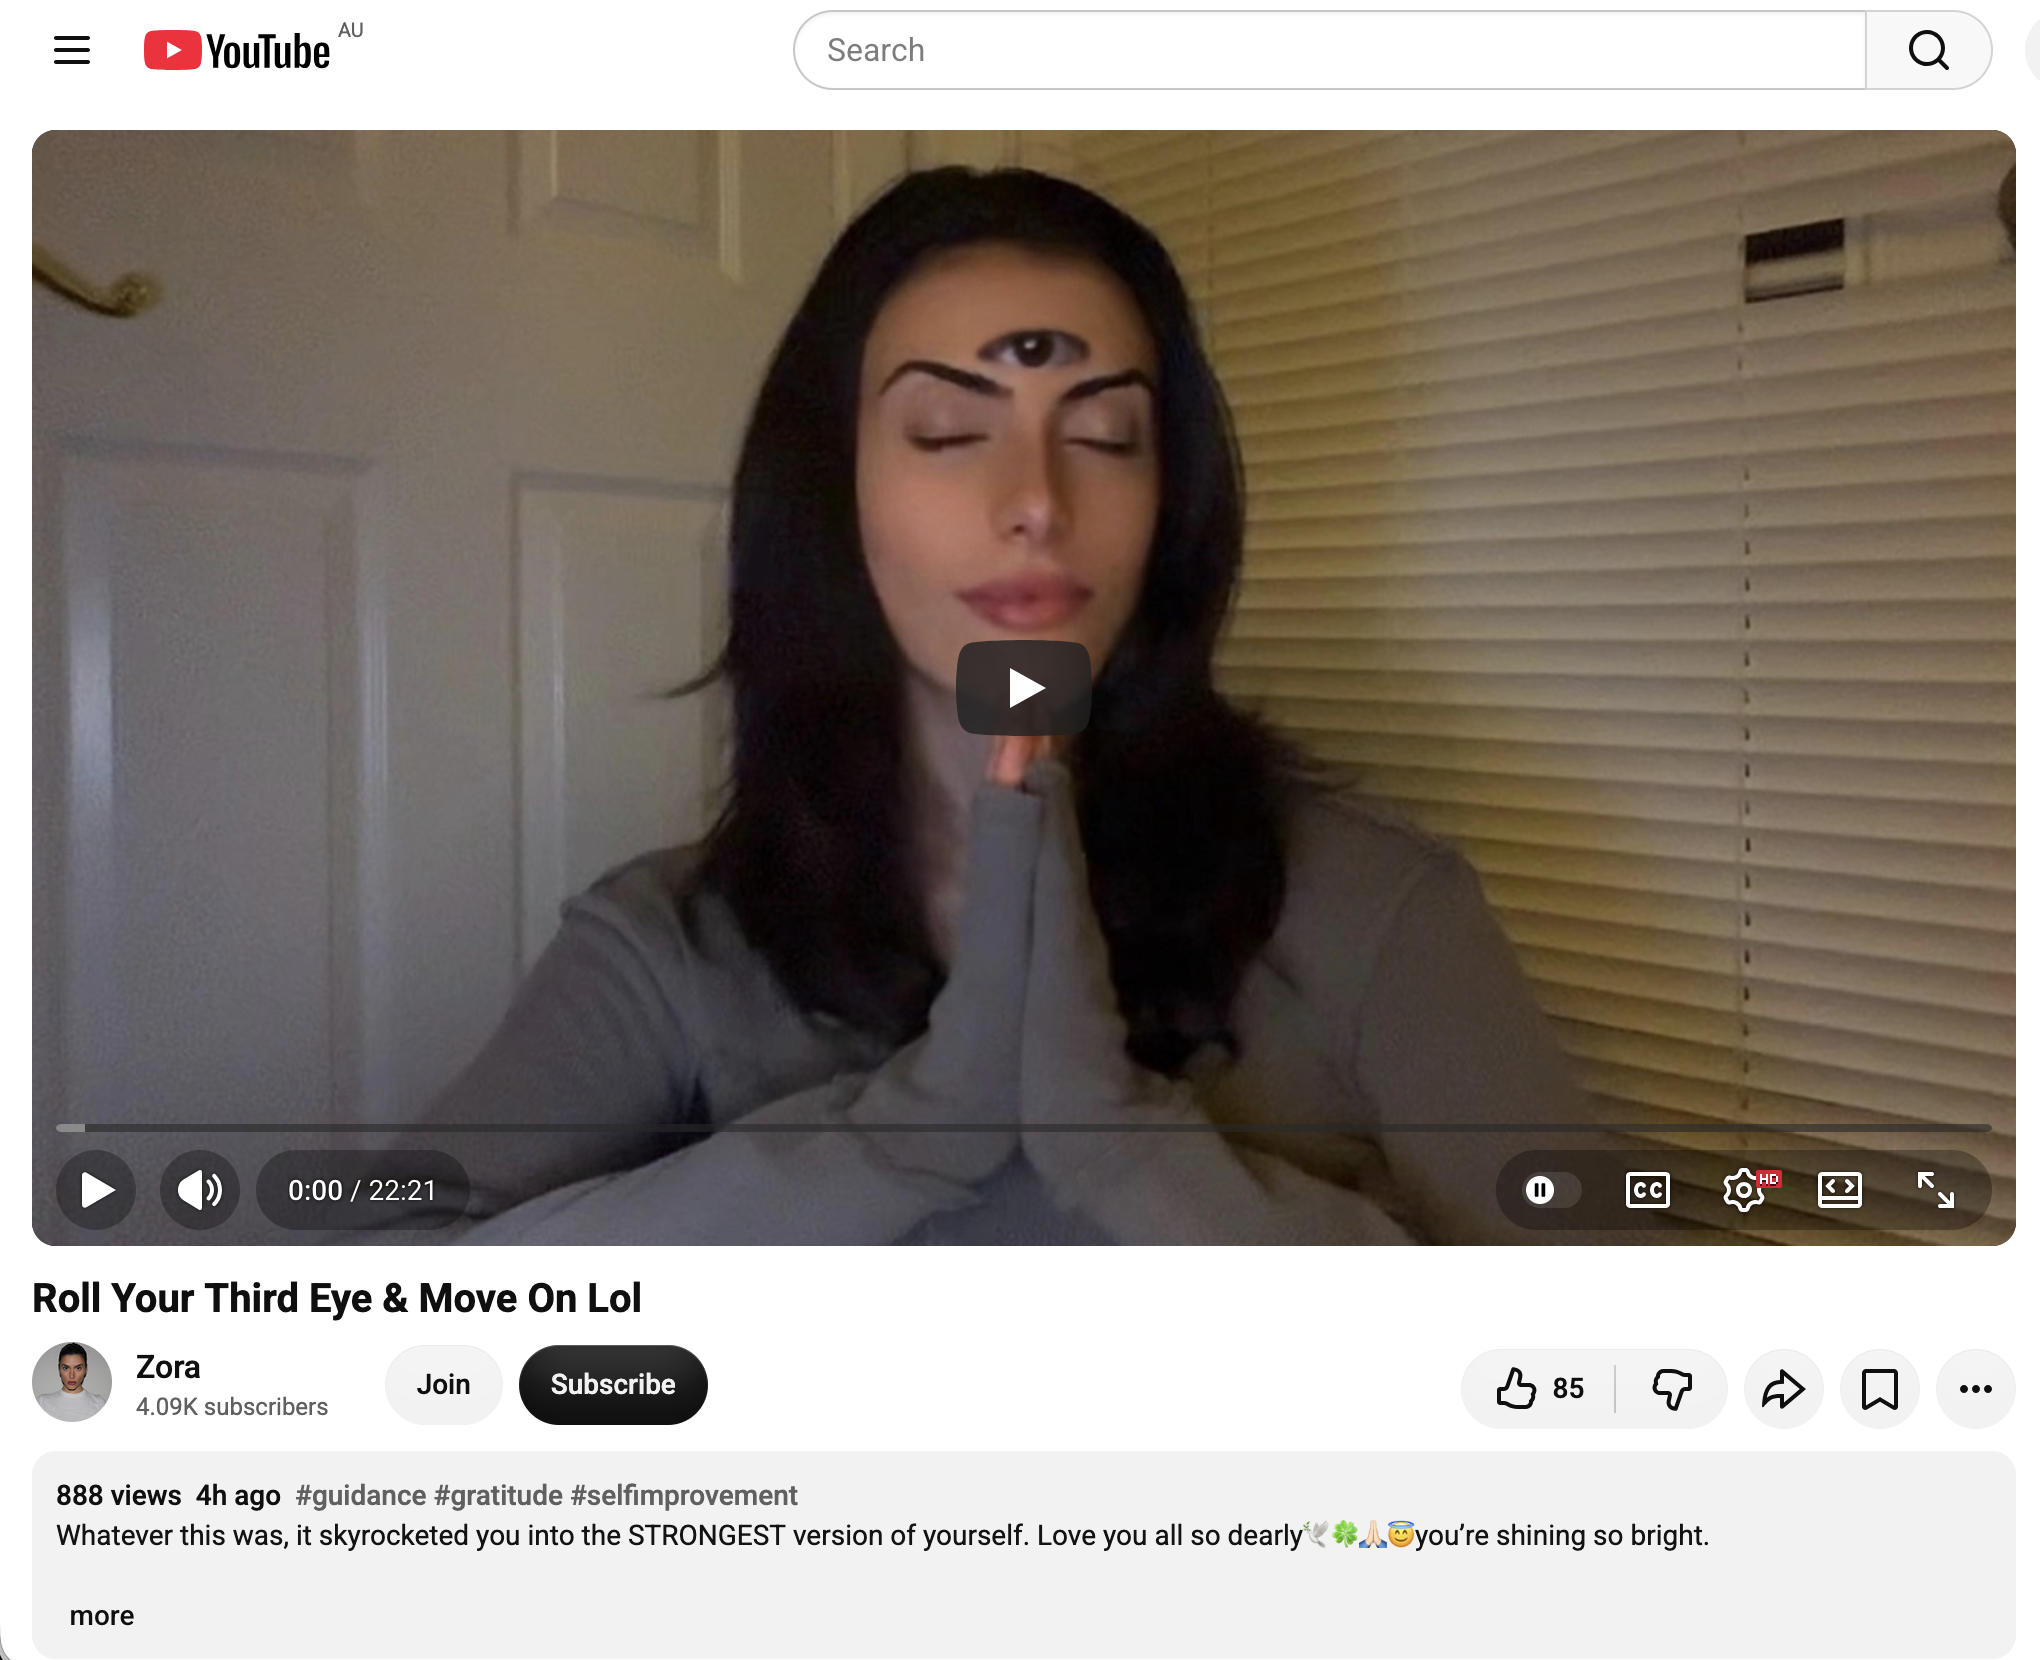 YouTube AU
Search
0:00 / 22:21
CC
HD
Roll Your Third Eye & Move On Lol
Zora
4.09K subscribers
Join
Subscribe
85
888 views 4h ago #guidance #gratitude #selfimprovement
Whatever this was, it skyrocketed you into the STRONGEST version of yourself. Love you all so dearly🕊️🍀🙏🏻😇you’re shining so bright.
more